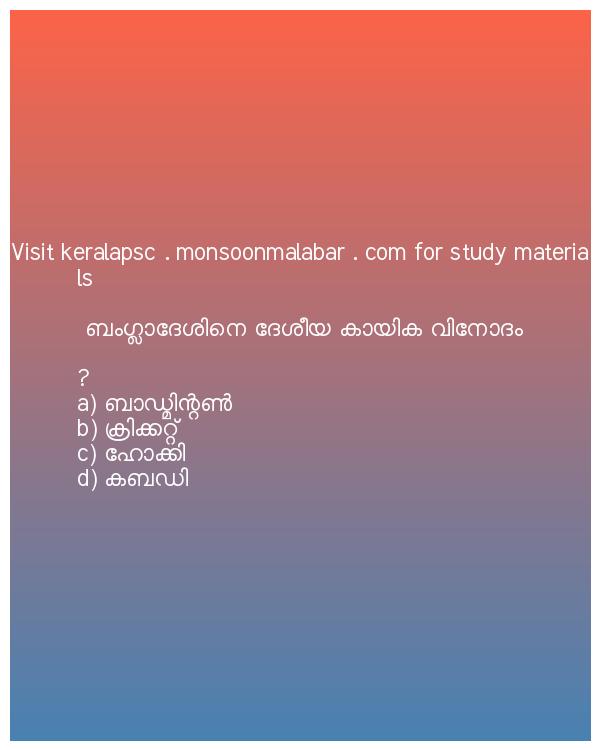 Visit keralapsc . monsoonmalabar . com for study materia
ls
ബംഗ്ലാദേശിനെ ദേശീയ കായിക വിനോദം
?
a) ബാഡ്മിന്റൺ
b) ക്രിക്കറ്റ്
c) ഹോക്കി
d) കബഡി